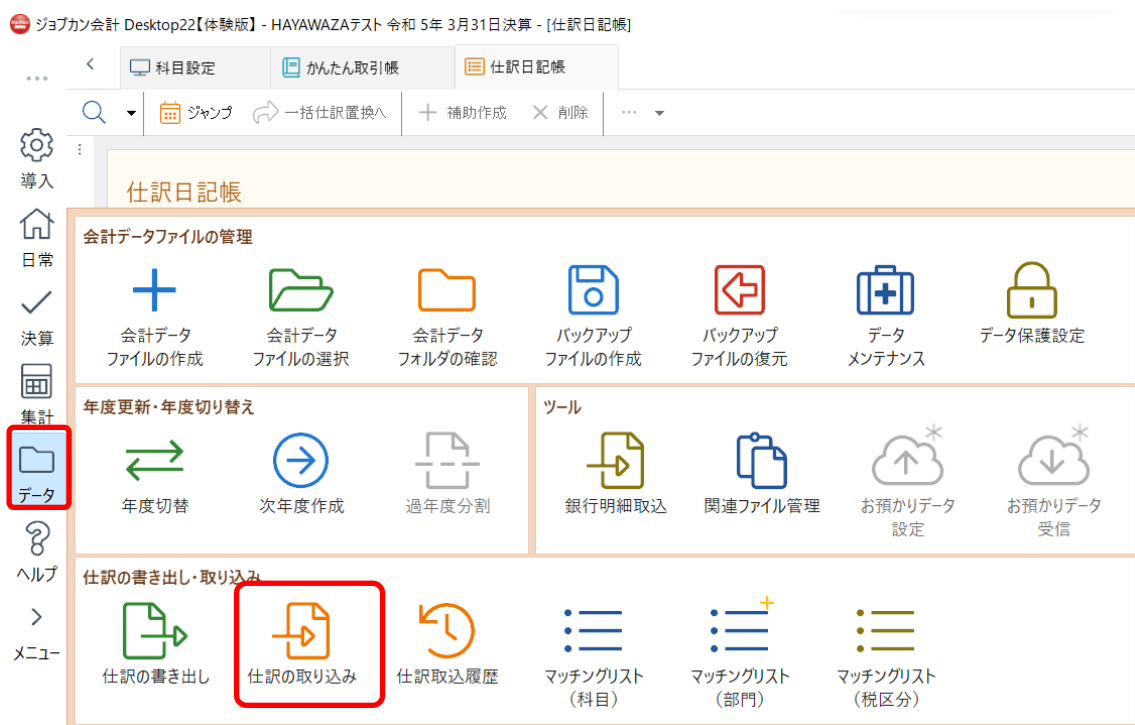 ジョブカン会計 Desktop22【体験版】 - HAYAWAZAテスト 令和 5年 3月31日決算 - [仕訳日記帳]
科目設定
かんたん取引帳
仕訳日記帳
ジャンプ
一括仕訳置換へ
補助作成
削除
導入
日常
決算
集計
データ
ヘルプ
メニュー
仕訳日記帳
会計データファイルの管理
会計データ
ファイルの作成
会計データ
ファイルの選択
会計データ
フォルダの確認
バックアップ
ファイルの作成
バックアップ
ファイルの復元
データ
メンテナンス
データ保護設定
年度更新・年度切り替え
年度切替
次年度作成
過年度分割
ツール
銀行明細取込
関連ファイル管理
お預かりデータ
設定
お預かりデータ
受信
仕訳の書き出し・取り込み
仕訳の書き出し
仕訳の取り込み
仕訳取込履歴
マッチングリスト
（科目）
マッチングリスト
（部門）
マッチングリスト
（税区分）